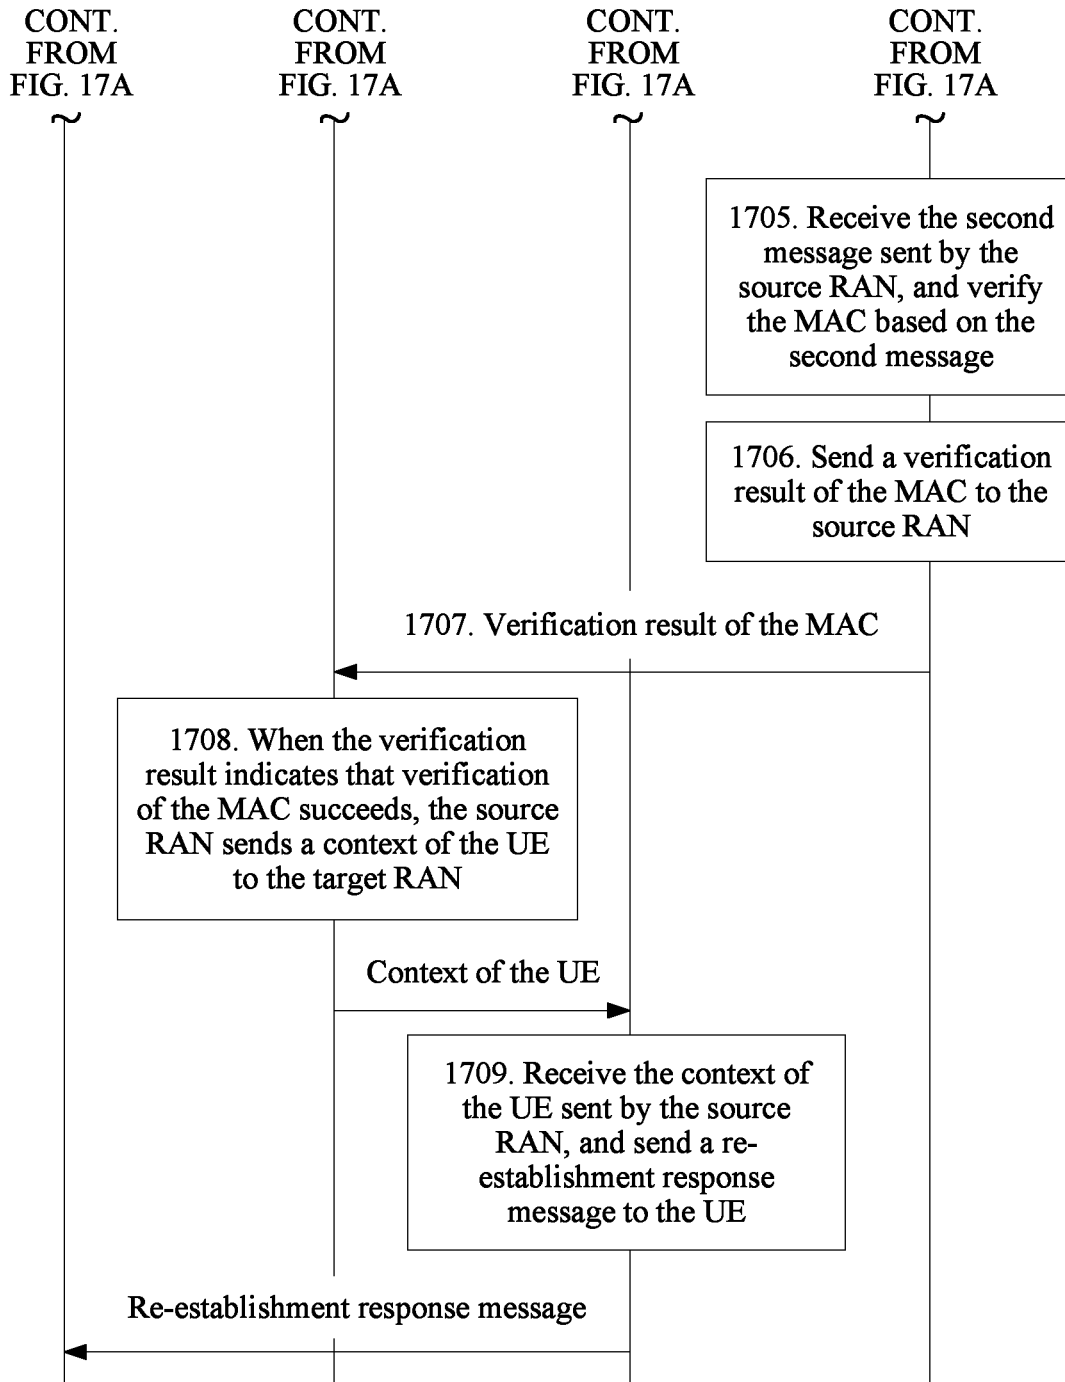 CONT.
FROM
FIG. 17A
CONT.
FROM
FIG. 17A
CONT.
FROM
FIG. 17A
CONT.
FROM
FIG. 17A
1705. Receive the second
message sent by the
source RAN, and verify
the MAC based on the
second message
1706. Send a verification
result of the MAC to the
source RAN
1707. Verification result of the MAC
1708. When the verification
result indicates that verification
of the MAC succeeds, the source
RAN sends a context of the UE
to the target RAN
Context of the UE
1709. Receive the context of
the UE sent by the source
RAN, and send a re-
establishment response
message to the UE
Re-establishment response message